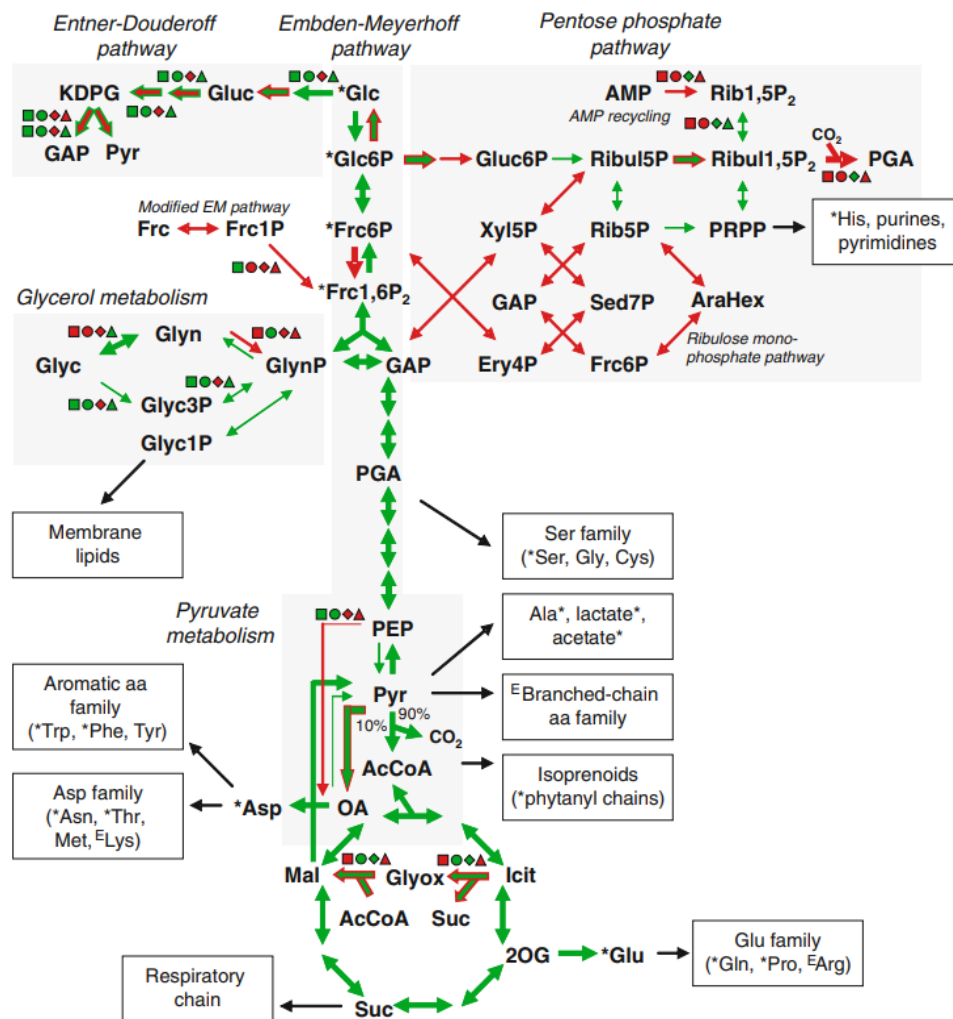 Entner-Douderoff
pathway
Embden-Meyerhoff
pathway
Pentose phosphate
pathway
KDPG
Gluc
*Glc
AMP
Rib1,5P2
AMP recycling
GAP
Pyr
*Glc6P
Gluc6P
Ribul5P
Ribul1,5P2
CO2
PGA
Modified EM pathway
Frc
Frc1P
*Frc6P
Xyl5P
Rib5P
PRPP
*His, purines,
pyrimidines
*Frc1,6P2
GAP
Sed7P
AraHex
Ribulose mono-
phosphate pathway
Glycerol metabolism
Glyn
Glyc
GlynP
GAP
Ery4P
Frc6P
Glyc3P
Glyc1P
PGA
Membrane
lipids
Ser family
(*Ser, Gly, Cys)
Pyruvate
metabolism
PEP
Ala*, lactate*,
acetate*
Aromatic aa
family
(*Trp, *Phe, Tyr)
Pyr
10%
90%
CO2
EBranched-chain
aa family
AcCoA
Isoprenoids
(*phytanyl chains)
Asp family
(*Asn, *Thr,
Met, ELys)
*Asp
OA
Mal
Glyox
Icit
AcCoA
Suc
2OG
*Glu
Glu family
(*Gln, *Pro, EArg)
Respiratory
chain
Suc